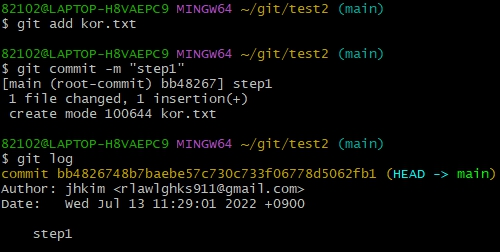 82102@LAPTOP-H8VAEPC9 MINGW64 ~/git/test2 (main)
$ git add kor.txt
82102@LAPTOP-H8VAEPC9 MINGW64 ~/git/test2 (main)
$ git commit -m "step1"
[main (root-commit) bb48267] step1
 1 file changed, 1 insertion(+)
 create mode 100644 kor.txt
82102@LAPTOP-H8VAEPC9 MINGW64 ~/git/test2 (main)
$ git log
commit bb4826748b7baebe57c730c733f06778d5062fb1 (HEAD -> main)
Author: jhkim <rlawlghks911@gmail.com>
Date:   Wed Jul 13 11:29:01 2022 +0900
    step1